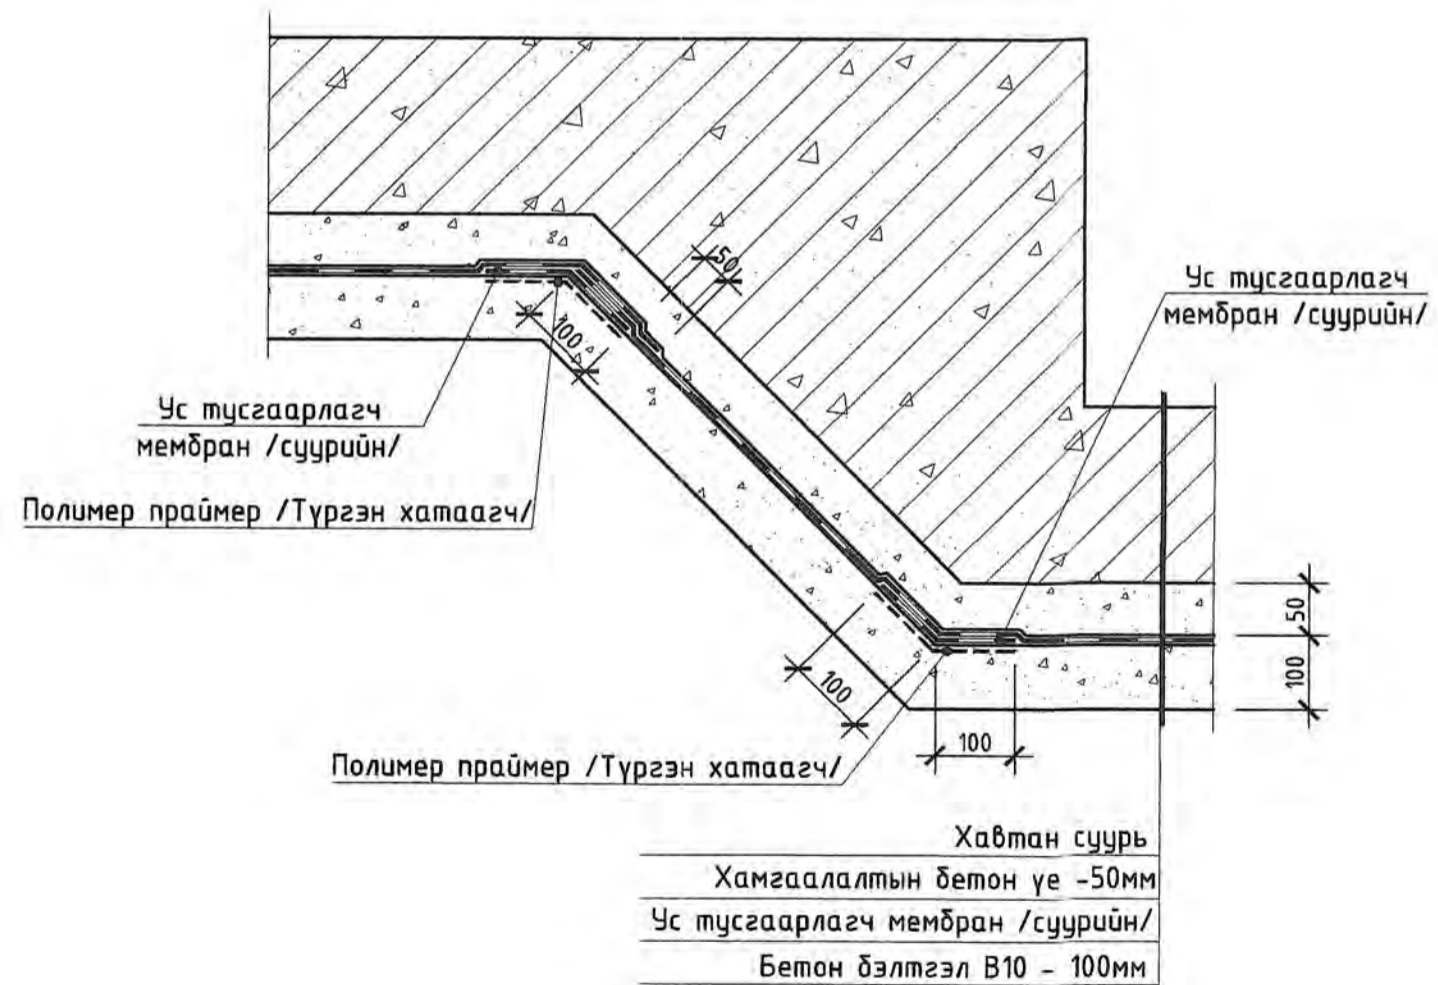 50
Ус тусгаарлагч
мембран /суурийн/
100
Ус тусгаарлагч
мембран /суурийн/
Полимер праймер /Түргэн хатаагч/
50
100
100
100
Полимер праймер /Түргэн хатаагч/
Хавтан суурь
Хамгаалалтын бетон үе -50мм
Ус тусгаарлагч мембран /суурийн/
Бетон бэлтгэл В10 - 100мм